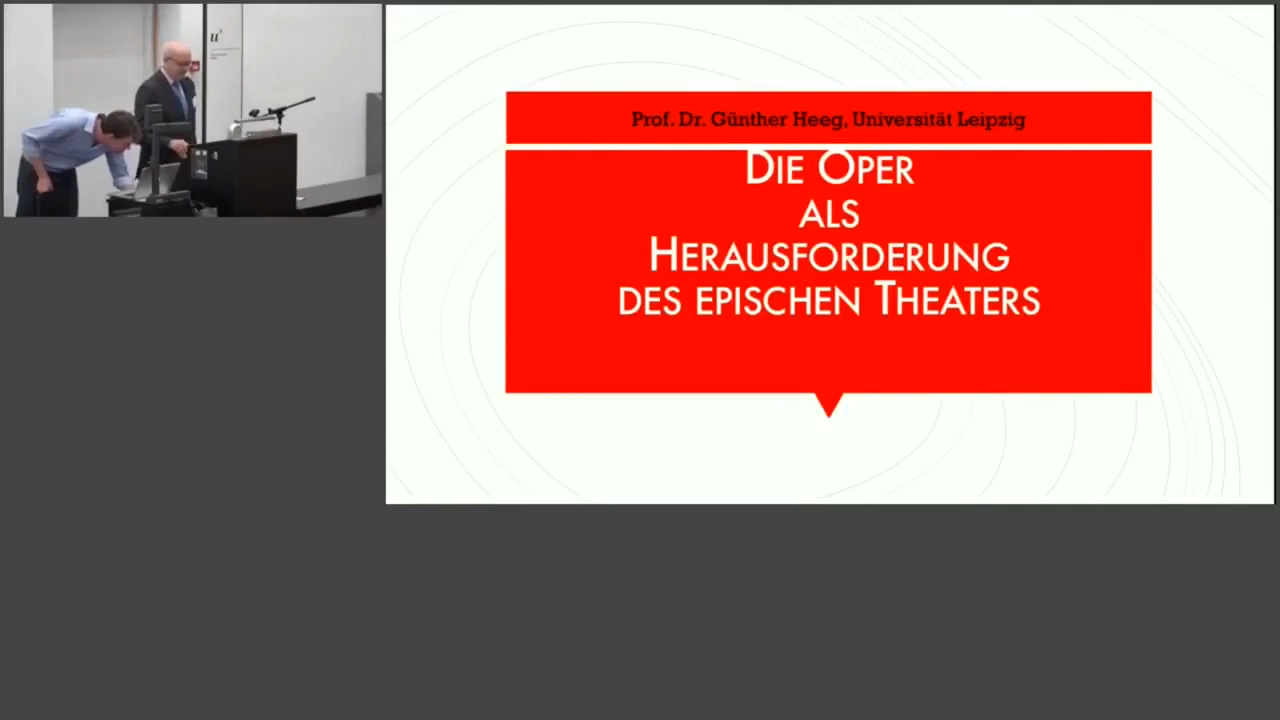 u
Prof. Dr. Günther Heeg, Universität Leipzig
Die Oper
als
Herausforderung
des epischen Theaters